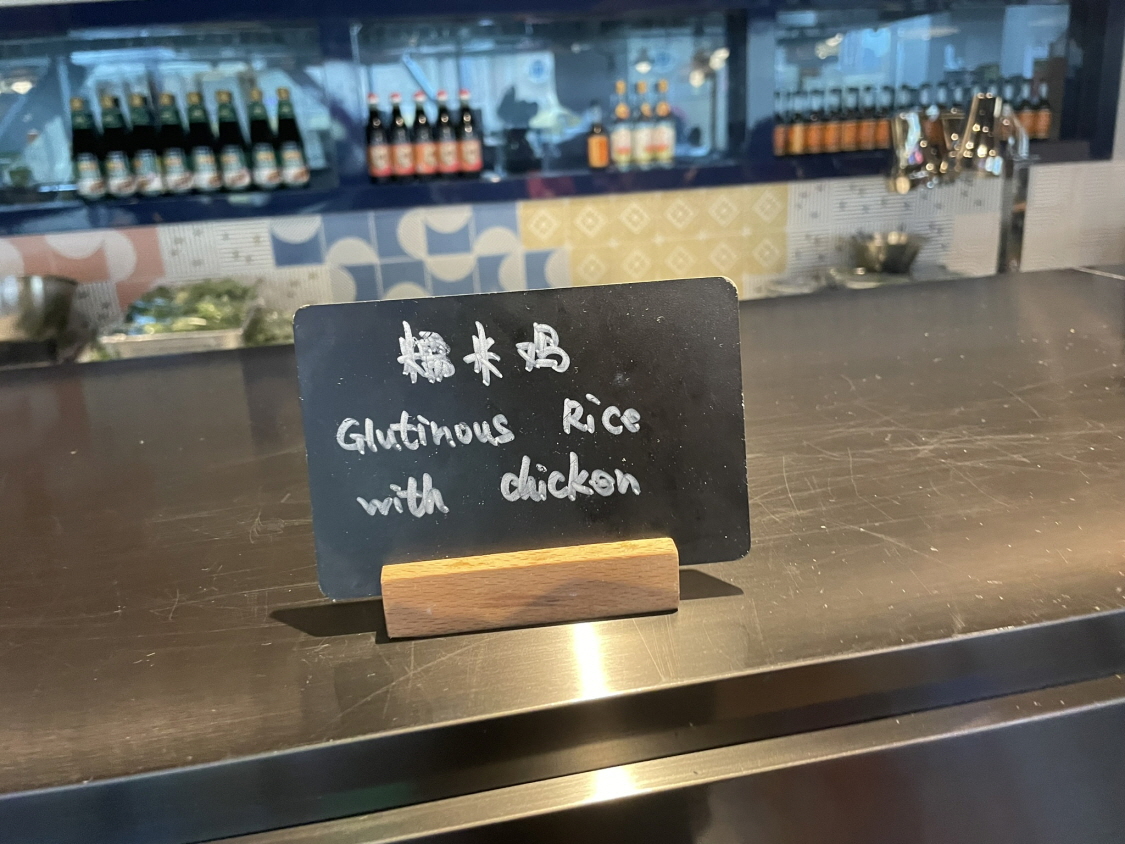 糯米鸡
Glutinous Rice
with chicken